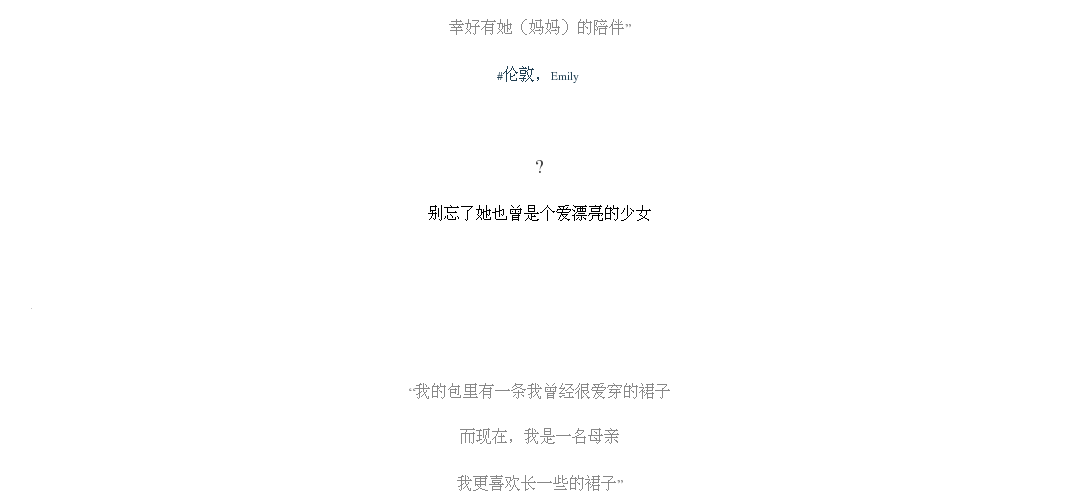 幸好有她（妈妈）的陪伴”
#伦敦，Emily
?
别忘了她也曾是个爱漂亮的少女
“我的包里有一条我曾经很爱穿的裙子
而现在，我是一名母亲
我更喜欢长一些的裙子”